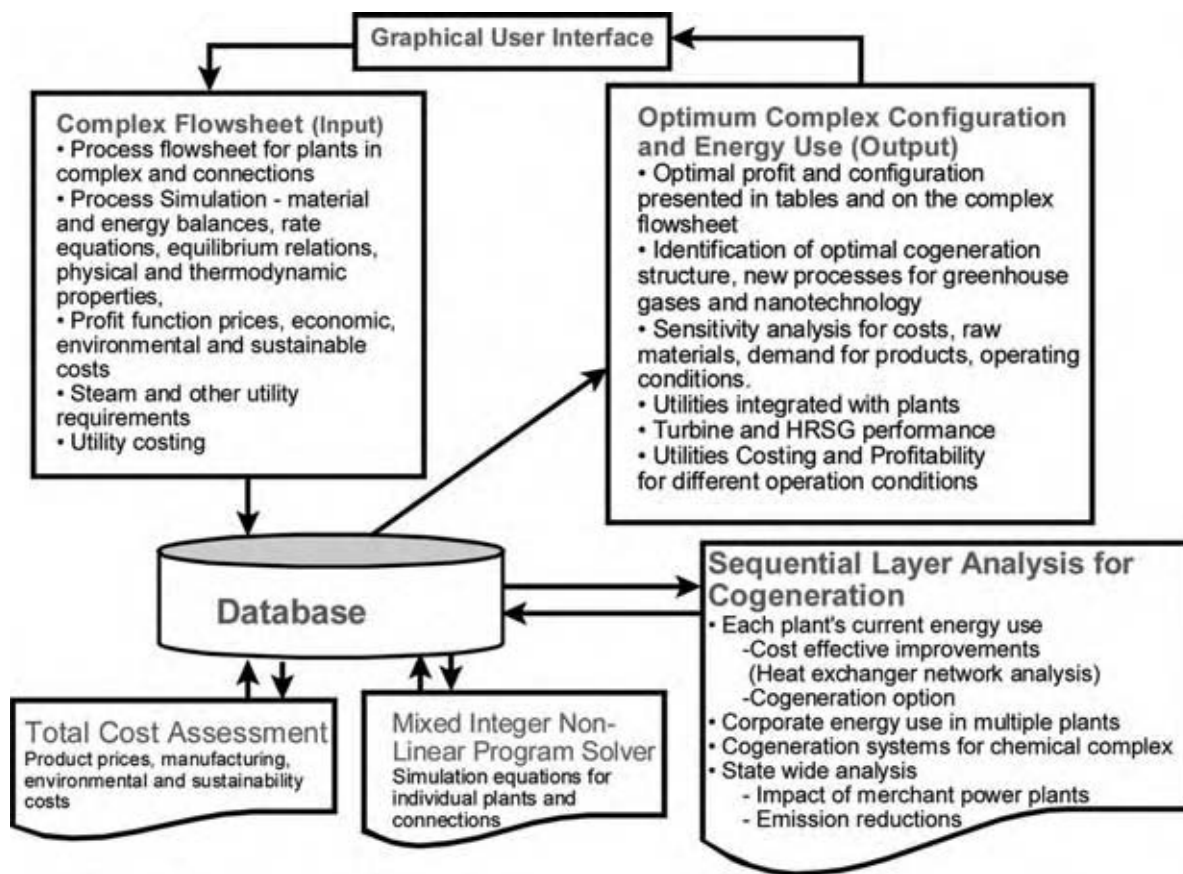 Graphical User Interface
Complex Flowsheet (Input)
• Process flowsheet for plants in
complex and connections
• Process Simulation - material
and energy balances, rate
equations, equilibrium relations,
physical and thermodynamic
properties,
• Profit function prices, economic,
environmental and sustainable
costs
• Steam and other utility
requirements
• Utility costing
Optimum Complex Configuration
and Energy Use (Output)
• Optimal profit and configuration
presented in tables and on the complex
flowsheet
• Identification of optimal cogeneration
structure, new processes for greenhouse
gases and nanotechnology
• Sensitivity analysis for costs, raw
materials, demand for products, operating
conditions.
• Utilities integrated with plants
• Turbine and HRSG performance
• Utilities Costing and Profitability
for different operation conditions
Database
Sequential Layer Analysis for
Cogeneration
• Each plant's current energy use
-Cost effective improvements
(Heat exchanger network analysis)
-Cogeneration option
• Corporate energy use in multiple plants
• Cogeneration systems for chemical complex
• State wide analysis
- Impact of merchant power plants
- Emission reductions
Total Cost Assessment
Product prices, manufacturing,
environmental and sustainability
costs
Mixed Integer Non-
Linear Program Solver
Simulation equations for
individual plants and
connections